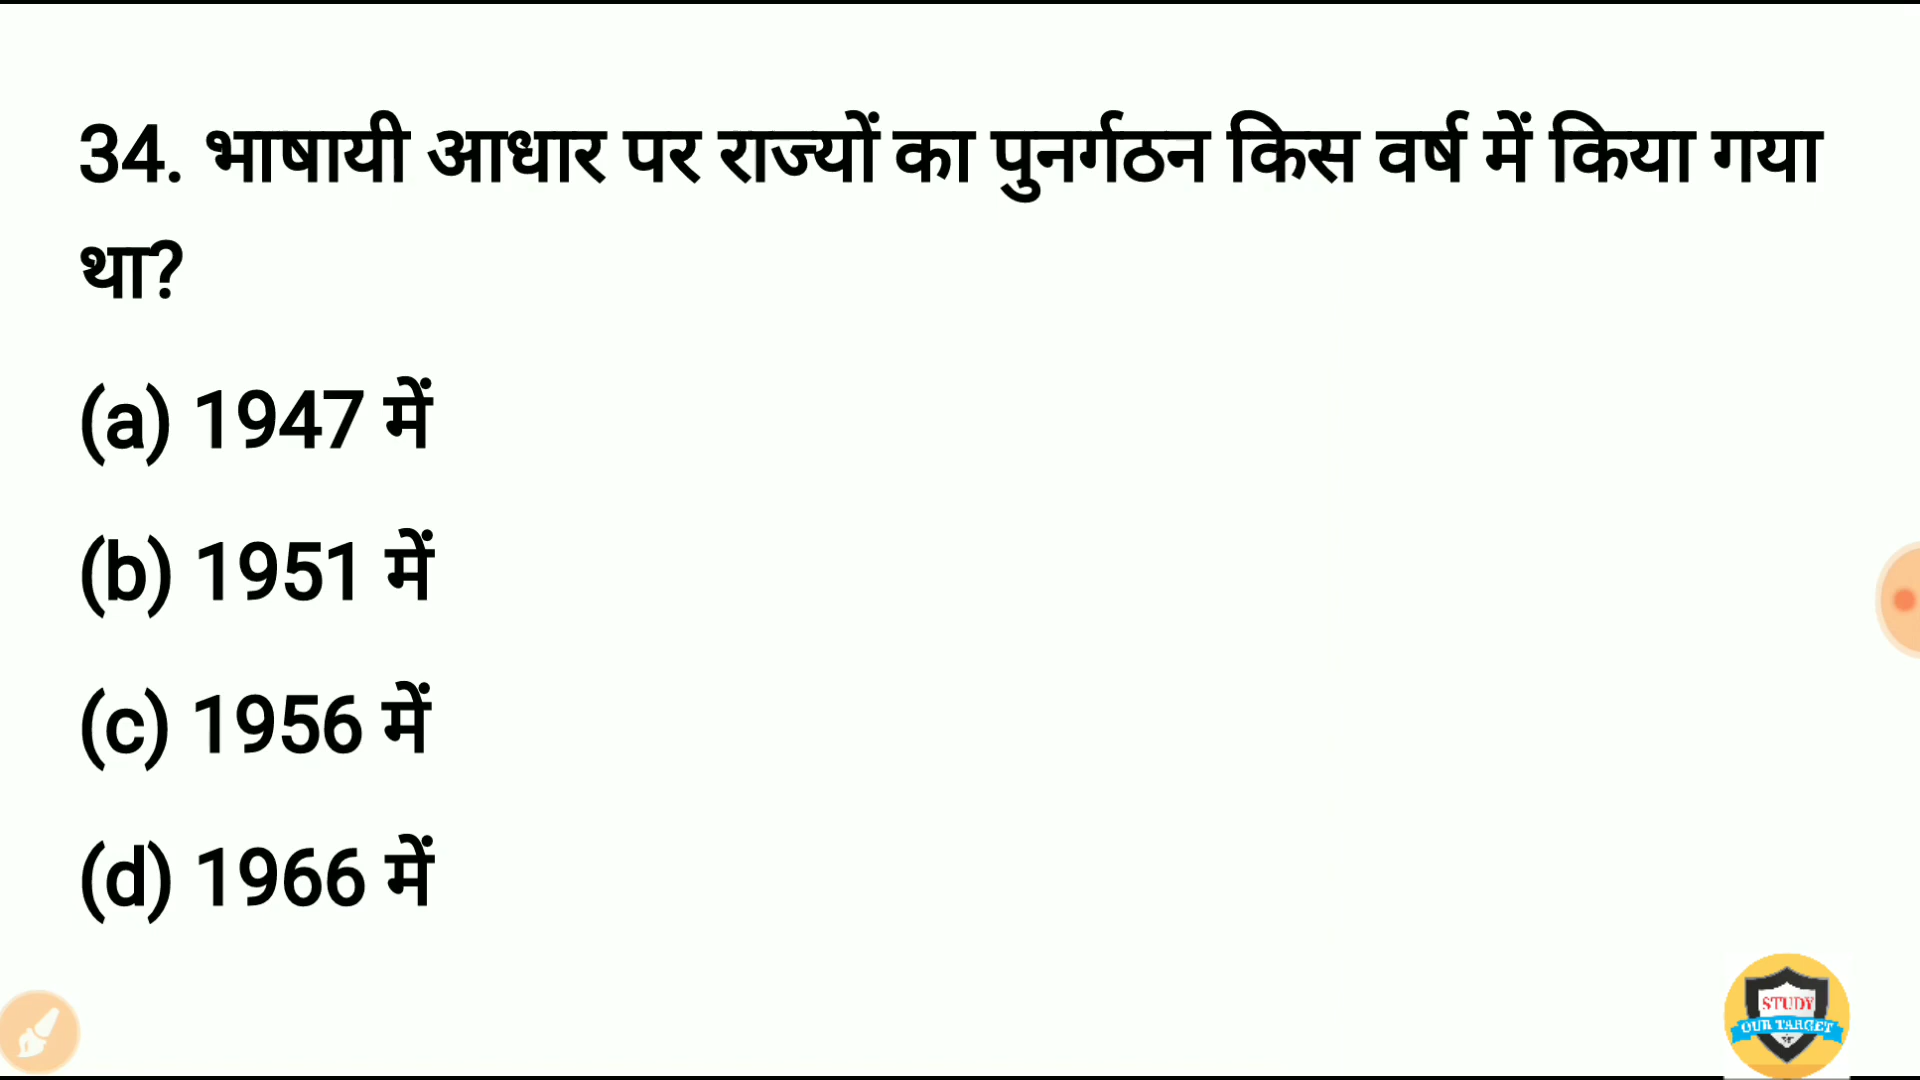 34. भाषायी आधार पर राज्यों का पुनर्गठन किस वर्ष में किया गया
था?
(a) 1947 में
(b) 1951 में
(c) 1956 में
(d) 1966 में
STUDY
OUR TARGET